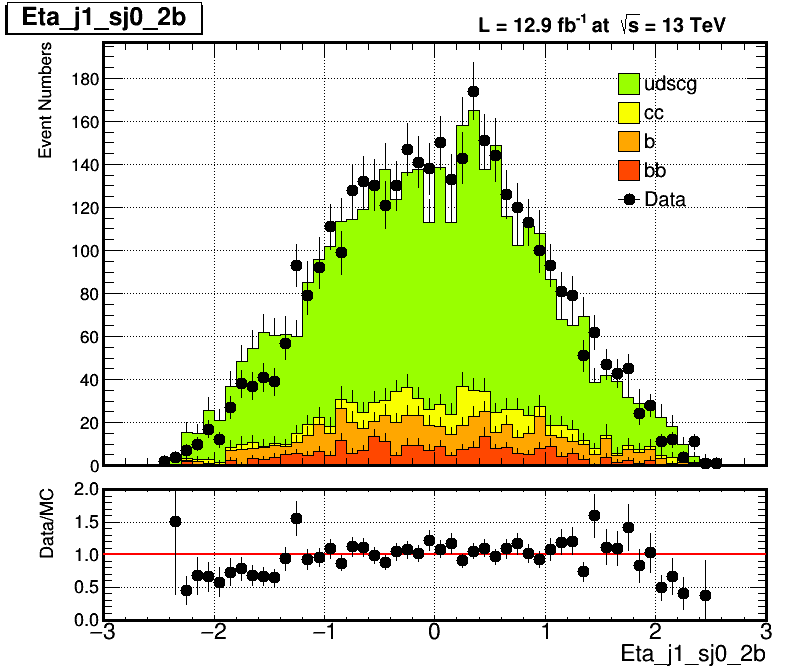 Eta_j1_sj0_2b
L = 12.9 fb⁻¹ at √s = 13 TeV
Event Numbers
180
160
140
120
100
80
60
40
20
0
udscg
cc
b
bb
Data
Data/MC
2.0
1.5
1.0
0.5
0.0
−3 −2 −1 0 1 2 3
Eta_j1_sj0_2b